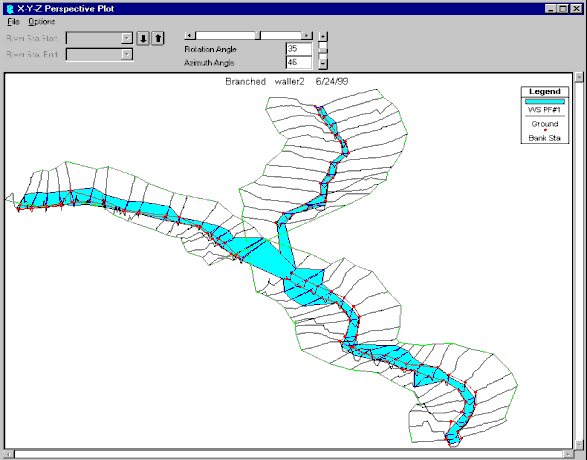 X-Y-Z Perspective Plot
File Options
River Sta Start:
River Sta End:
Rotation Angle 35
Azimuth Angle 46
Branched waller2 6/24/99
Legend
WS PF#1
Ground
Bank Sta